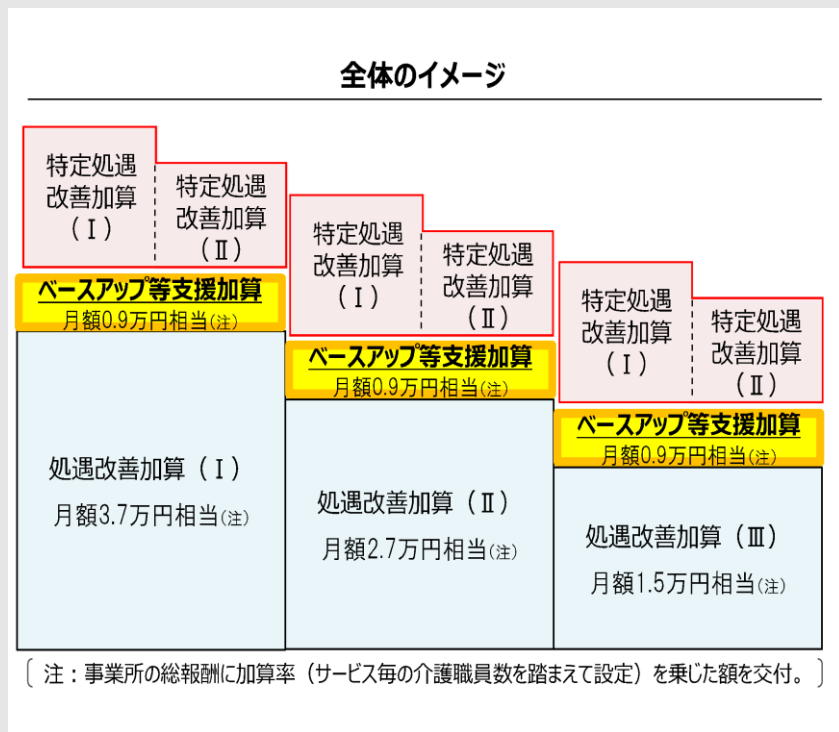 全体のイメージ
特定処遇
改善加算
(Ⅰ)
特定処遇
改善加算
(Ⅱ)
ベースアップ等支援加算
月額0.9万円相当(注)
処遇改善加算(Ⅰ)
月額3.7万円相当(注)
特定処遇
改善加算
(Ⅰ)
特定処遇
改善加算
(Ⅱ)
ベースアップ等支援加算
月額0.9万円相当(注)
処遇改善加算(Ⅱ)
月額2.7万円相当(注)
特定処遇
改善加算
(Ⅰ)
特定処遇
改善加算
(Ⅱ)
ベースアップ等支援加算
月額0.9万円相当(注)
処遇改善加算(Ⅲ)
月額1.5万円相当(注)
〔 注:事業所の総報酬に加算率(サービス毎の介護職員数を踏まえて設定)を乗じた額を交付。 〕